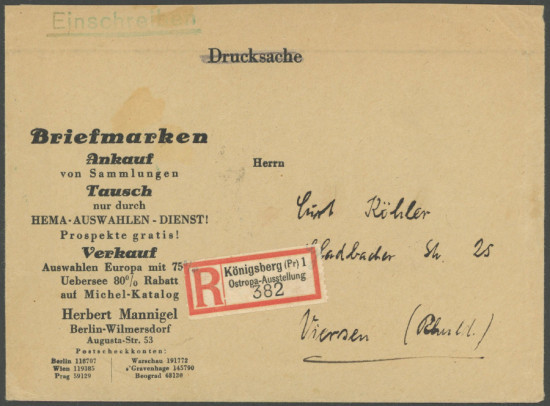 Einschreiben
Drucksache
Briefmarken
Ankauf
von Sammlungen
Tausch
nur durch
HEMA-AUSWAHLEN-DIENST!
Prospekte gratis!
Verkauf
Auswahlen Europa mit 75%
Uebersee 80% Rabatt
auf Michel-Katalog
Herbert Mannigel
Berlin-Wilmersdorf
Augusta-Str. 53
Postscheckkonten:
Berlin 118707 Warschau 191772
Wien 119385 s'Gravenhage 145790
Prag 59129 Beograd 68130
Herrn
Curt Köhler
Gladbacher Str. 25
Viersen (Rhnld.)
R
Königsberg (Pr) 1
Ostropa-Ausstellung
382